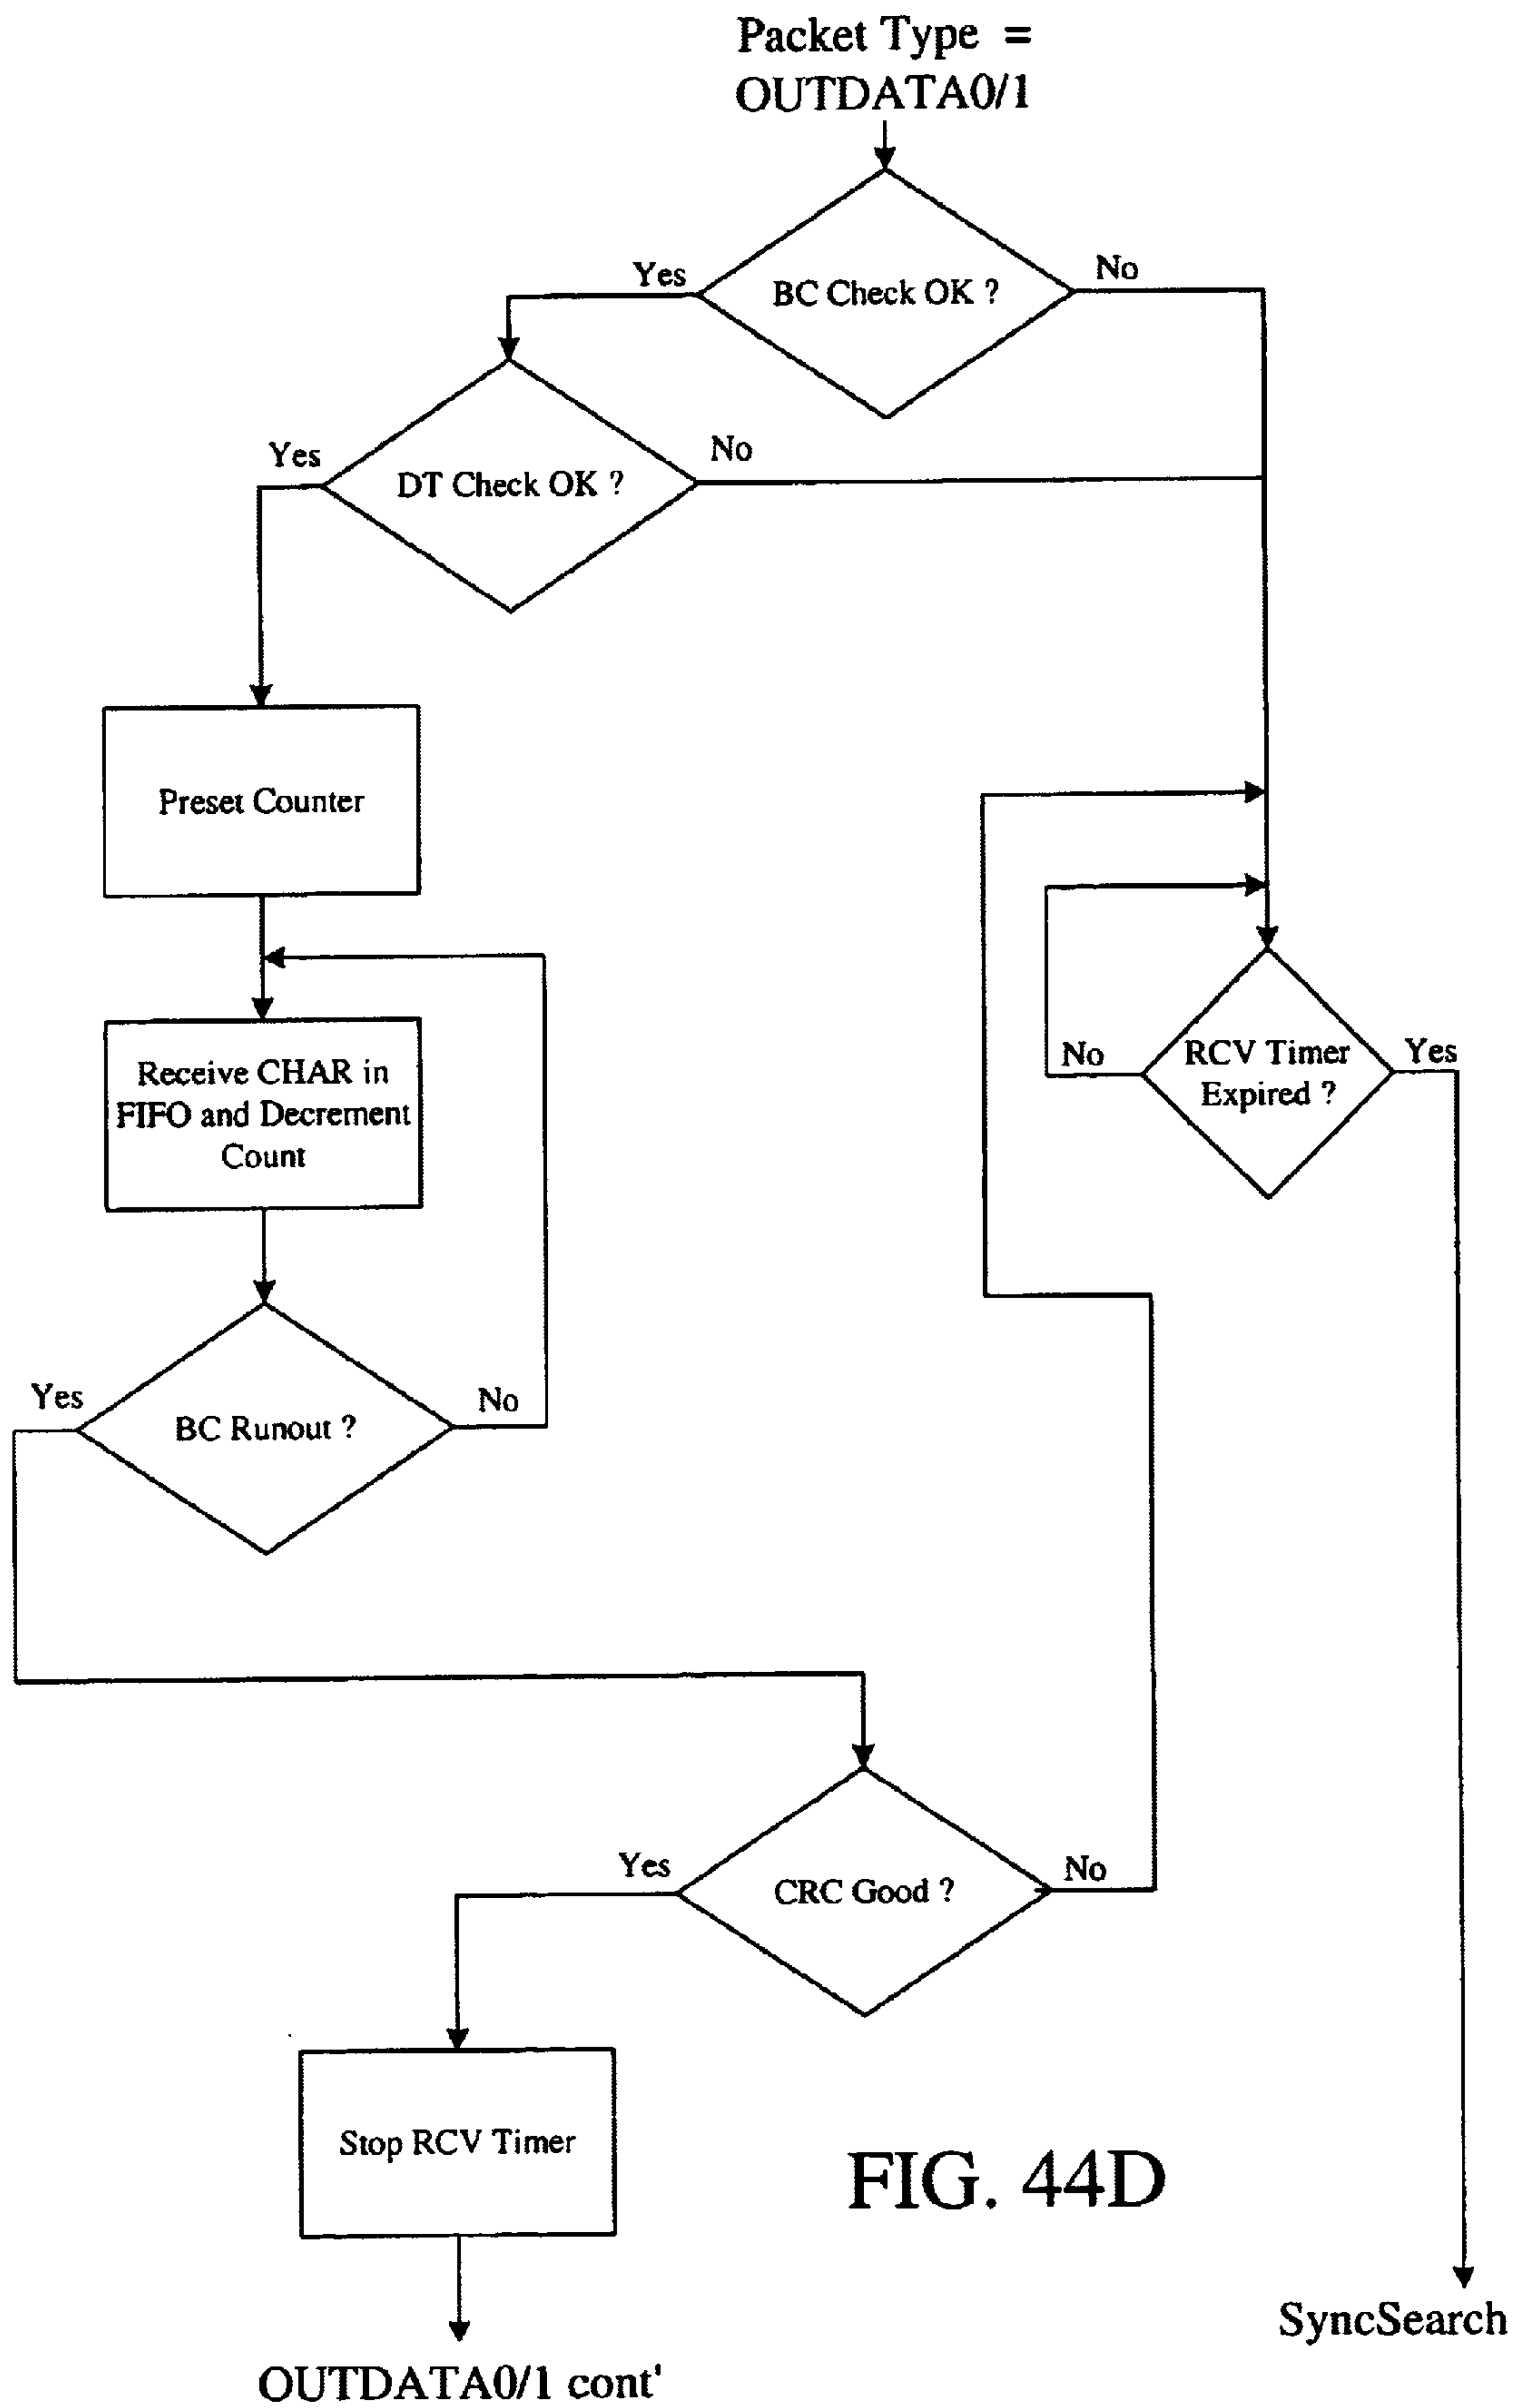 Packet Type =
OUTDATA0/1
Yes
BC Check OK ?
No
Yes
DT Check OK ?
No
Preset Counter
Receive CHAR in
FIFO and Decrement
Count
No
RCV Timer
Expired ?
Yes
Yes
BC Runout ?
No
Yes
CRC Good ?
No
Stop RCV Timer
FIG. 44D
SyncSearch
OUTDATA0/1 cont'